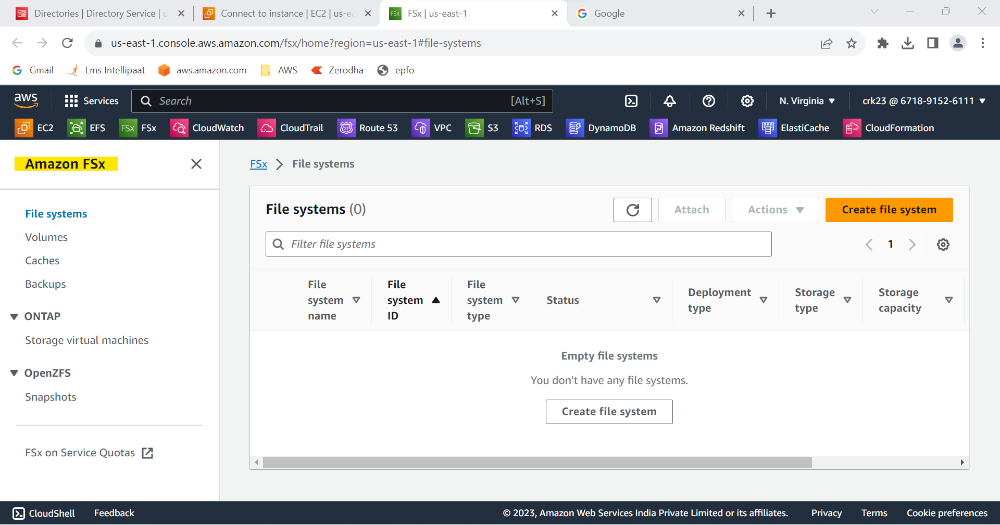 Directories | Directory Service | u
Connect to instance | EC2 | us-ea
FSx | us-east-1
Google
us-east-1.console.aws.amazon.com/fsx/home?region=us-east-1#file-systems
Gmail
Lms Intellipaat
aws.amazon.com
AWS
Zerodha
epfo
aws
Services
Search
[Alt+S]
N. Virginia
crk23 @ 6718-9152-6111
EC2
EFS
FSx
FSx
CloudWatch
CloudTrail
53
Route 53
VPC
S3
RDS
DynamoDB
Amazon Redshift
ElastiCache
CloudFormation
Amazon FSx
File systems
Volumes
Caches
Backups
ONTAP
Storage virtual machines
OpenZFS
Snapshots
FSx on Service Quotas
FSx
File systems
File systems (0)
Attach
Actions
Create file system
Filter file systems
1
File
system
name
File
system
ID
File
system
type
Status
Deployment
type
Storage
type
Storage
capacity
Empty file systems
You don't have any file systems.
Create file system
CloudShell
Feedback
© 2023, Amazon Web Services India Private Limited or its affiliates.
Privacy
Terms
Cookie preferences